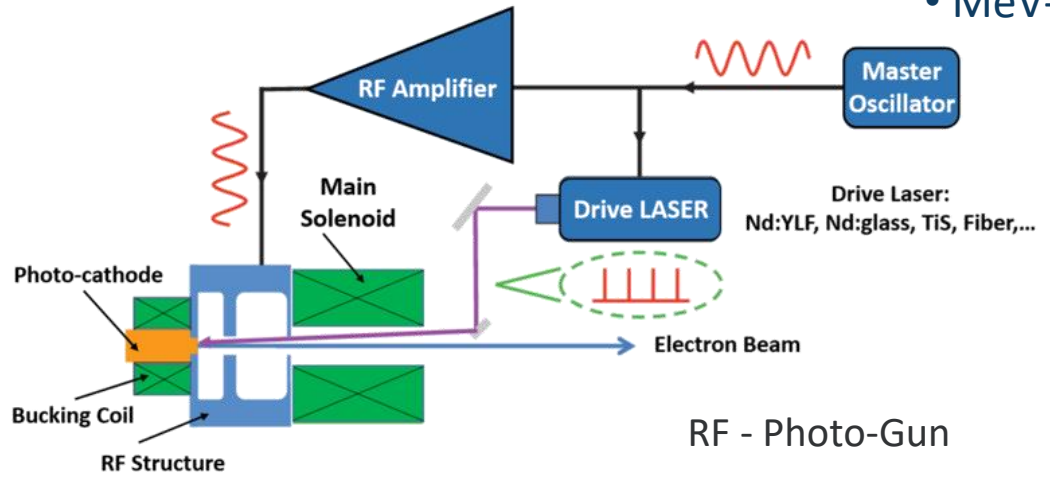 • MeV-
RF Amplifier
Master
Oscillator
Main
Solenoid
Drive LASER
Drive Laser:
Nd:YLF, Nd:glass, TiS, Fiber,...
Photo-cathode
Electron Beam
Bucking Coil
RF Structure
RF - Photo-Gun